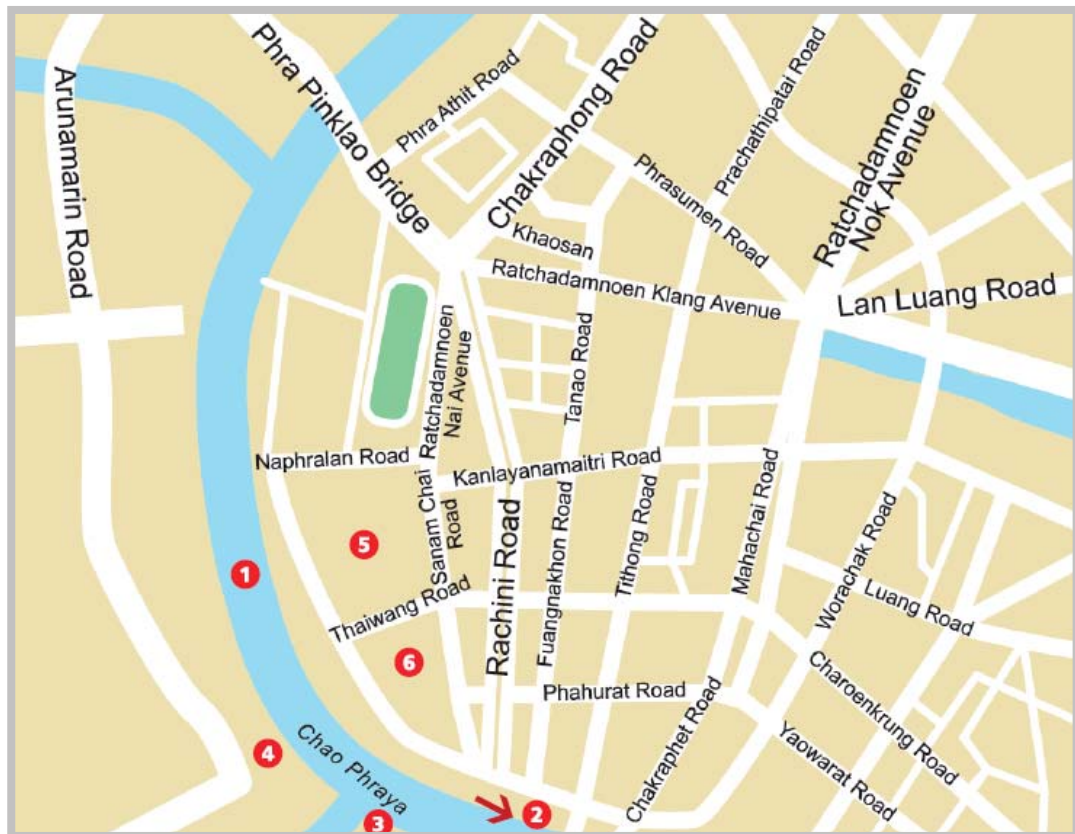 Phra Pinklao Bridge
Arunamarin Road
Phra Athit Road
Chakraphong Road
Prachathipatai Road
Ratchadamnoen
Nok Avenue
Phrasumen Road
Khaosan
Ratchadamnoen Klang Avenue
Lan Luang Road
Ratchadamnoen
Nai Avenue
Tanao Road
Naphralan Road
Kanlayanamaitri Road
Sanam Chai
Road
Rachini Road
Fuangnakhon Road
Tithong Road
Mahachai Road
Worachak Road
Luang Road
5
1
Thaiwang Road
6
Phahurat Road
Charoenkrung Road
Chakraphet Road
Yaowarat Road
4
Chao Phraya
2
3